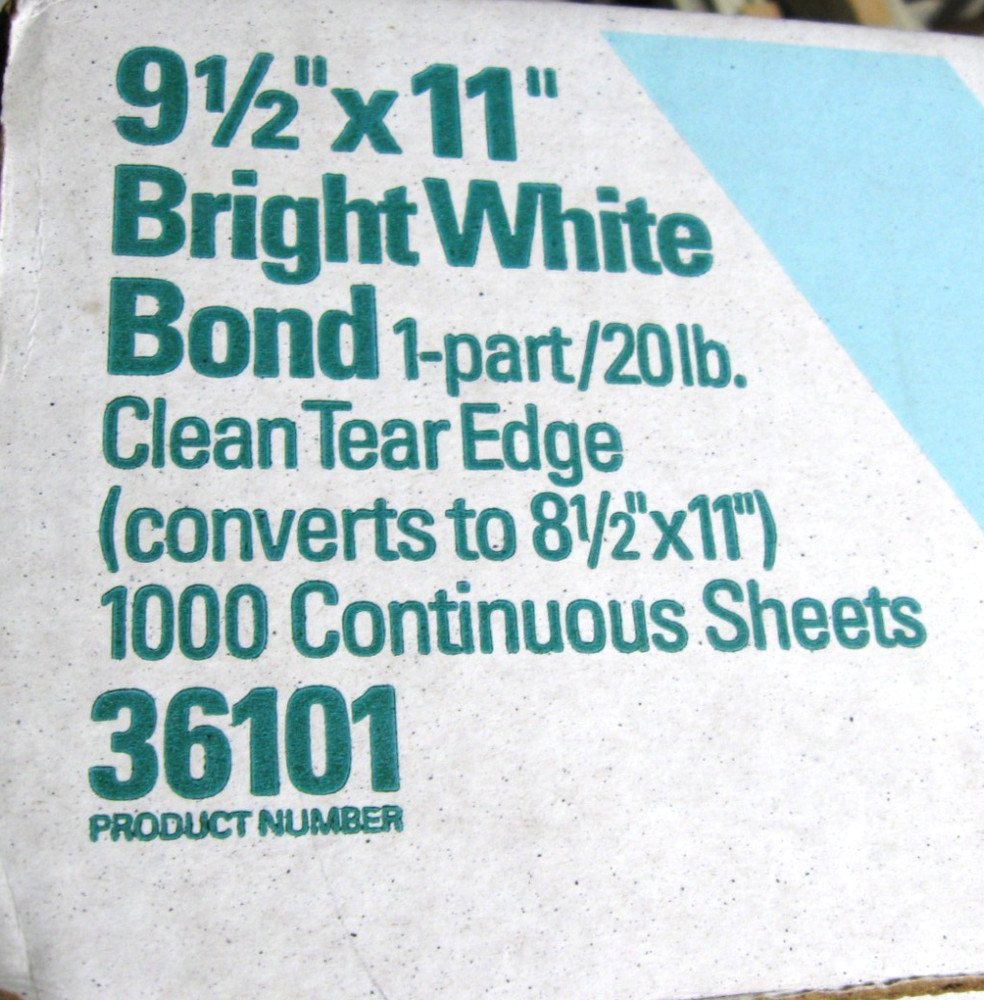 9½"x11"
Bright White
Bond 1-part/20lb.
Clean Tear Edge
(converts to 8½"x11")
1000 Continuous Sheets
36101
PRODUCT NUMBER